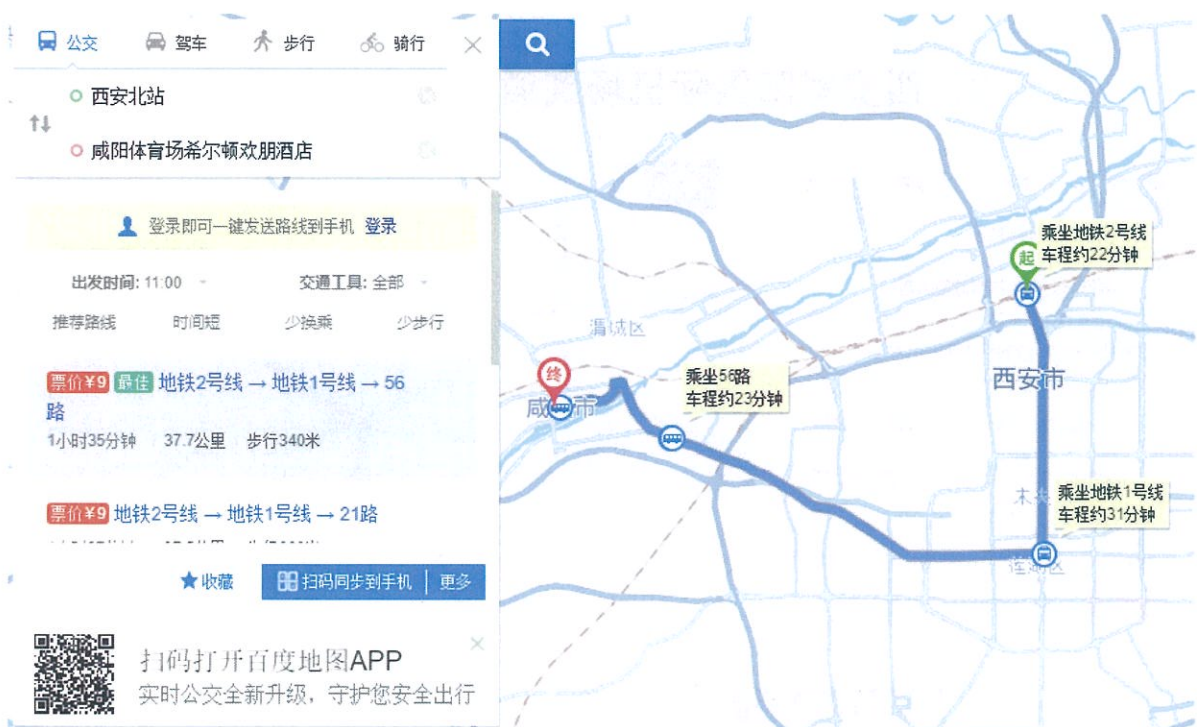 公交 驾车 步行 骑行
西安北站
咸阳体育场希尔顿欢朋酒店
登录即可一键发送路线到手机 登录
出发时间: 11:00 交通工具: 全部
推荐路线 时间短 少换乘 少步行
票价¥9 最佳 地铁2号线 → 地铁1号线 → 56
路
1小时35分钟 37.7公里 步行340米
票价¥9 地铁2号线 → 地铁1号线 → 21路
收藏 扫码同步到手机 更多
扫码打开百度地图APP
实时公交全新升级，守护您安全出行
乘坐地铁2号线
车程约22分钟
起
渭城区
终
咸 市
乘坐56路
车程约23分钟
西安市
未央
乘坐地铁1号线
车程约31分钟
莲湖区